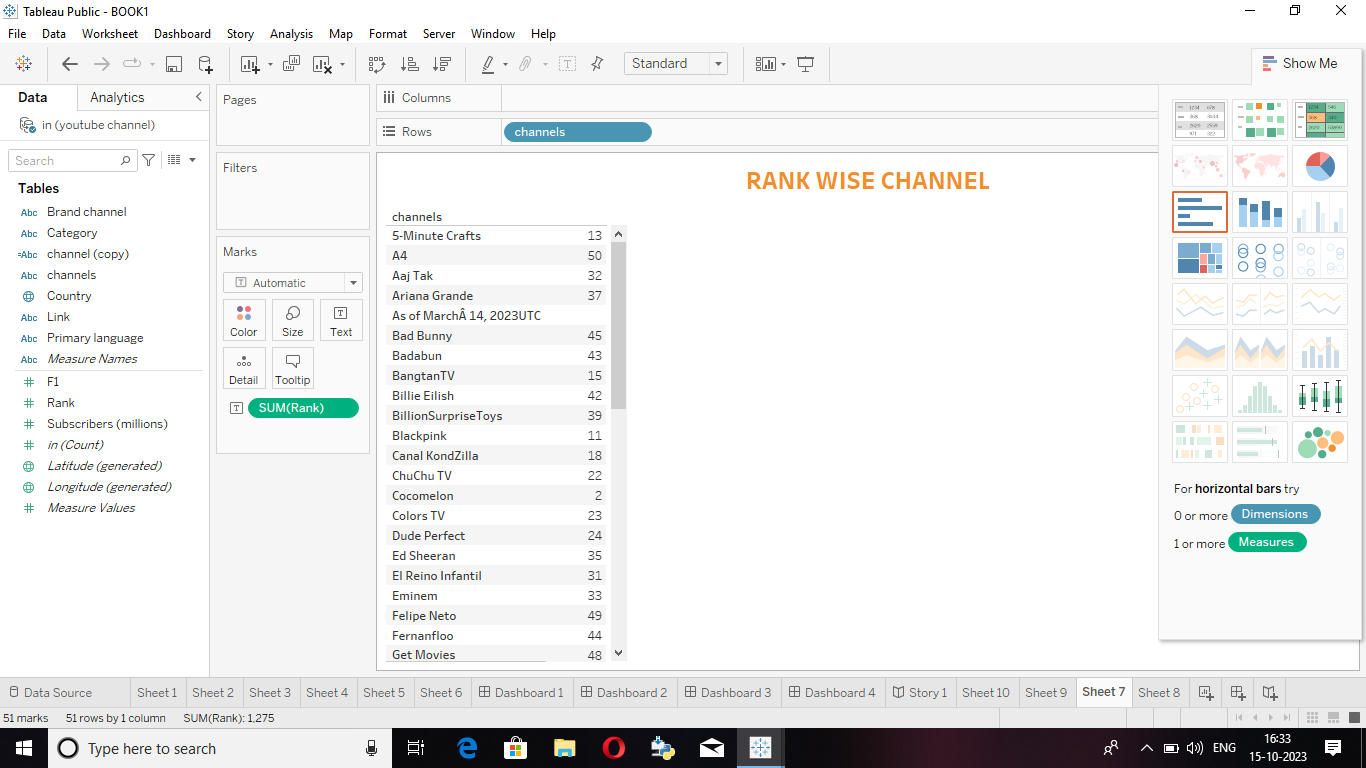 Tableau Public - BOOK1
File Data Worksheet Dashboard Story Analysis Map Format Server Window Help
Standard
Show Me
Data Analytics
in (youtube channel)
Search
Tables
Abc Brand channel
Abc Category
=Abc channel (copy)
Abc channels
Country
Abc Link
Abc Primary language
Abc Measure Names
F1
Rank
Subscribers (millions)
in (Count)
Latitude (generated)
Longitude (generated)
Measure Values
Pages
Filters
Marks
Automatic
Color Size Text
Detail Tooltip
SUM(Rank)
Columns
Rows channels
RANK WISE CHANNEL
channels
5-Minute Crafts 13
A4 50
Aaj Tak 32
Ariana Grande 37
As of MarchÂ 14, 2023UTC
Bad Bunny 45
Badabun 43
BangtanTV 15
Billie Eilish 42
BillionSurpriseToys 39
Blackpink 11
Canal KondZilla 18
ChuChu TV 22
Cocomelon 2
Colors TV 23
Dude Perfect 24
Ed Sheeran 35
El Reino Infantil 31
Eminem 33
Felipe Neto 49
Fernanfloo 44
Get Movies 48
For horizontal bars try
0 or more Dimensions
1 or more Measures
Data Source Sheet 1 Sheet 2 Sheet 3 Sheet 4 Sheet 5 Sheet 6 Dashboard 1 Dashboard 2 Dashboard 3 Dashboard 4 Story 1 Sheet 10 Sheet 9 Sheet 7 Sheet 8
51 marks 51 rows by 1 column SUM(Rank): 1,275
Type here to search
ENG
16:33
15-10-2023